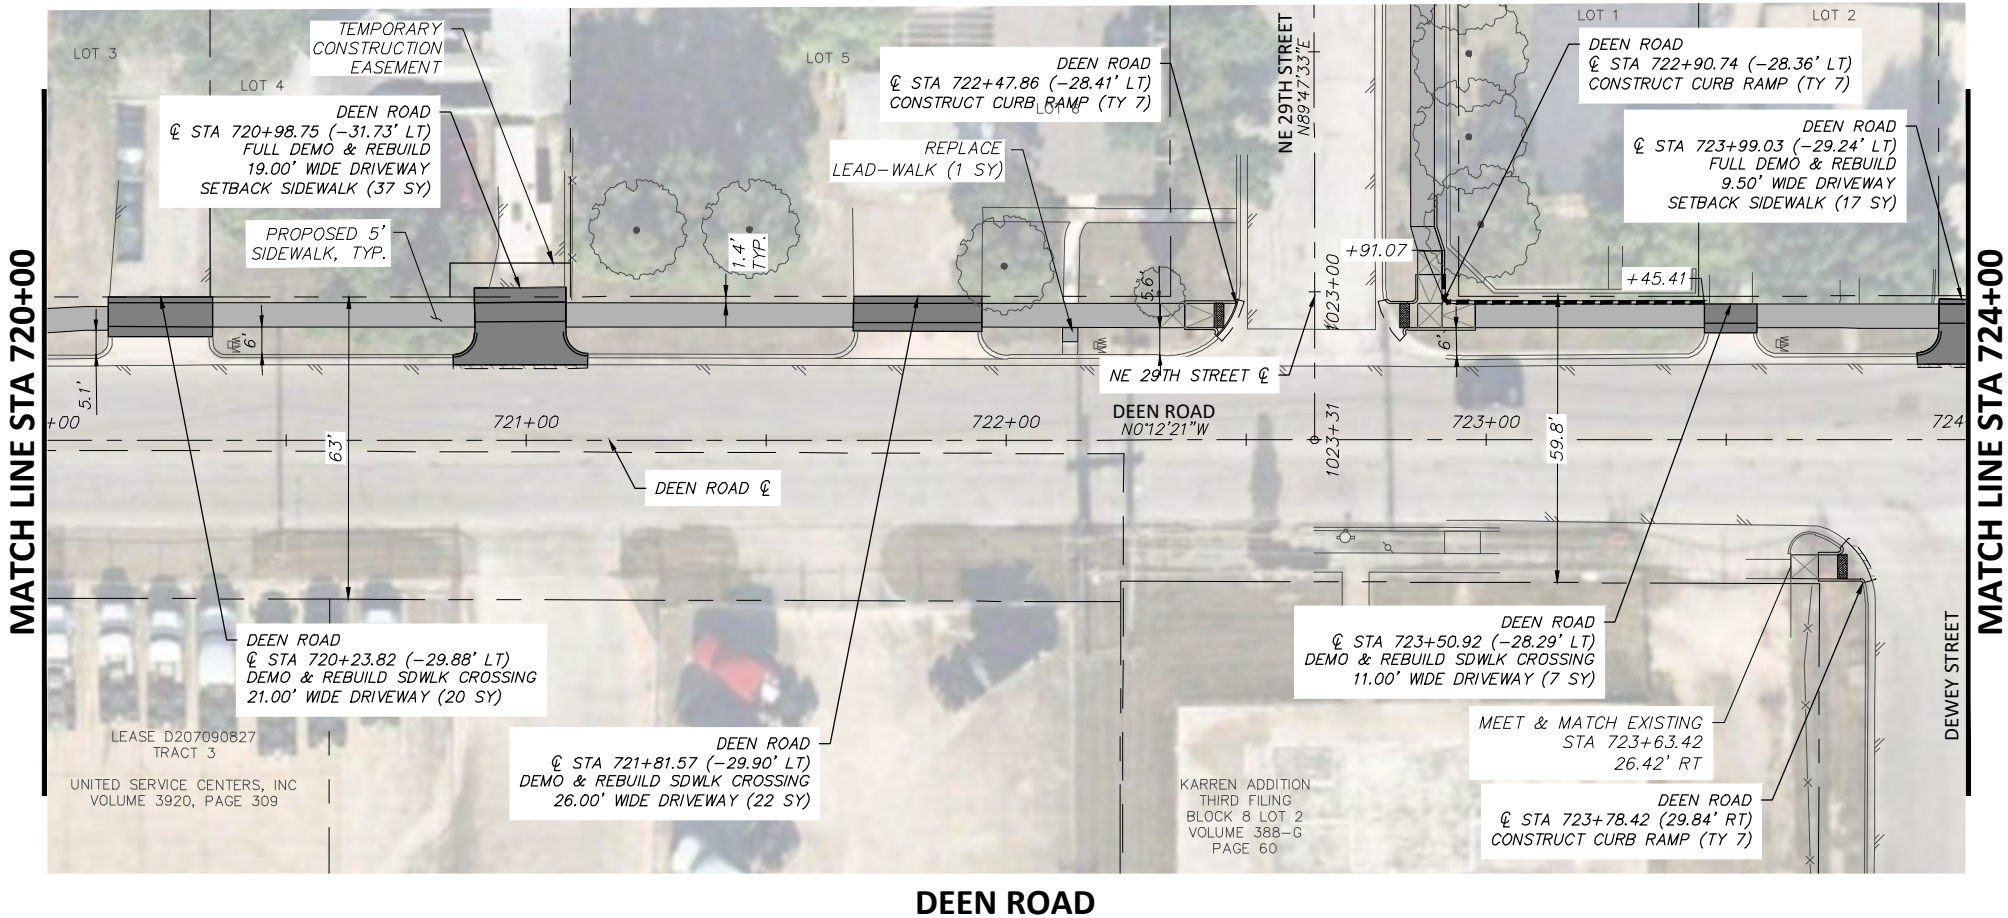 LOT 3
TEMPORARY
CONSTRUCTION
EASEMENT
LOT 4
LOT 5
DEEN ROAD
℄ STA 720+98.75 (-31.73' LT)
FULL DEMO & REBUILD
19.00' WIDE DRIVEWAY
SETBACK SIDEWALK (37 SY)
PROPOSED 5'
SIDEWALK, TYP.
DEEN ROAD
℄ STA 722+47.86 (-28.41' LT)
CONSTRUCT CURB RAMP (TY 7)
LOT 6
REPLACE
LEAD-WALK (1 SY)
1.4'
TYP.
5.6'
NE 29TH STREET
N89°47'33"E
LOT 1
LOT 2
DEEN ROAD
℄ STA 722+90.74 (-28.36' LT)
CONSTRUCT CURB RAMP (TY 7)
DEEN ROAD
℄ STA 723+99.03 (-29.24' LT)
FULL DEMO & REBUILD
9.50' WIDE DRIVEWAY
SETBACK SIDEWALK (17 SY)
+91.07
+45.41
1023+00
MATCH LINE STA 720+00
MATCH LINE STA 724+00
5.1'
6'
WM
WM
6'
WM
NE 29TH STREET ℄
+00
721+00
722+00
DEEN ROAD
N0°12'21"W
1023+31
723+00
724
63'
59.8'
DEEN ROAD ℄
DEEN ROAD
℄ STA 720+23.82 (-29.88' LT)
DEMO & REBUILD SDWLK CROSSING
21.00' WIDE DRIVEWAY (20 SY)
DEEN ROAD
℄ STA 721+81.57 (-29.90' LT)
DEMO & REBUILD SDWLK CROSSING
26.00' WIDE DRIVEWAY (22 SY)
DEEN ROAD
℄ STA 723+50.92 (-28.29' LT)
DEMO & REBUILD SDWLK CROSSING
11.00' WIDE DRIVEWAY (7 SY)
MEET & MATCH EXISTING
STA 723+63.42
26.42' RT
DEEN ROAD
℄ STA 723+78.42 (29.84' RT)
CONSTRUCT CURB RAMP (TY 7)
DEWEY STREET
LEASE D207090827
TRACT 3
UNITED SERVICE CENTERS, INC
VOLUME 3920, PAGE 309
KARREN ADDITION
THIRD FILING
BLOCK 8 LOT 2
VOLUME 388-G
PAGE 60
DEEN ROAD